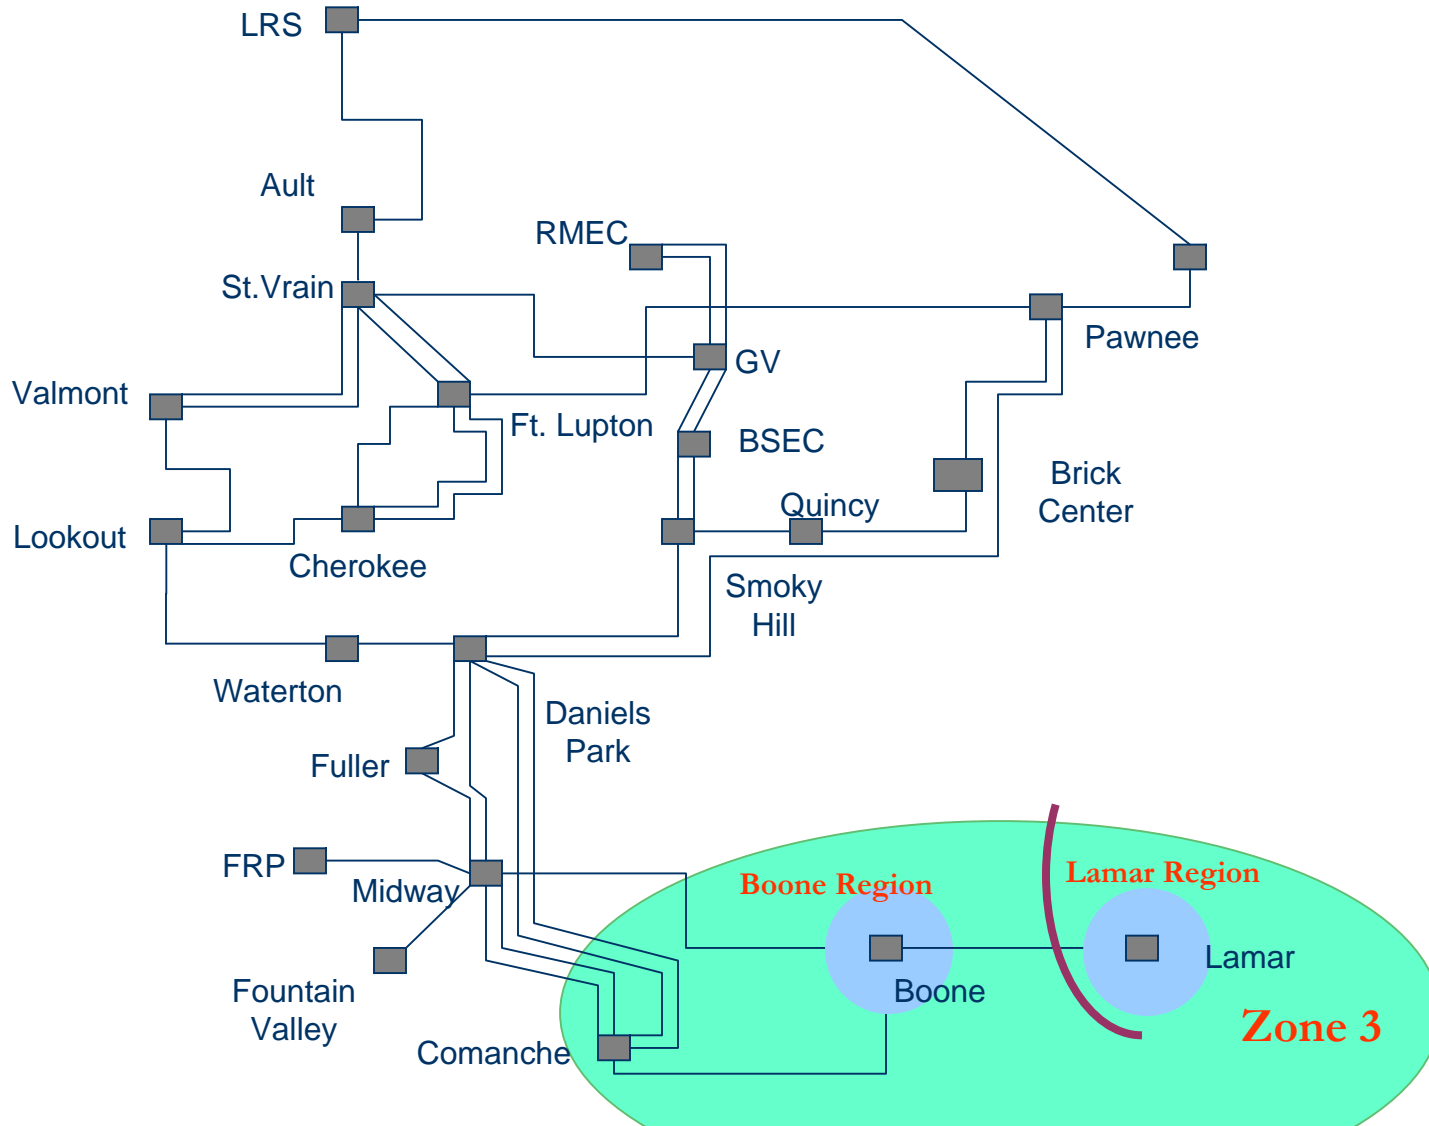 LRS
Ault
RMEC
St.Vrain
Pawnee
GV
Valmont
Ft. Lupton
BSEC
Brick
Center
Quincy
Lookout
Cherokee
Smoky
Hill
Waterton
Daniels
Park
Fuller
FRP
Midway
Boone Region
Lamar Region
Lamar
Boone
Fountain
Valley
Zone 3
Comanche